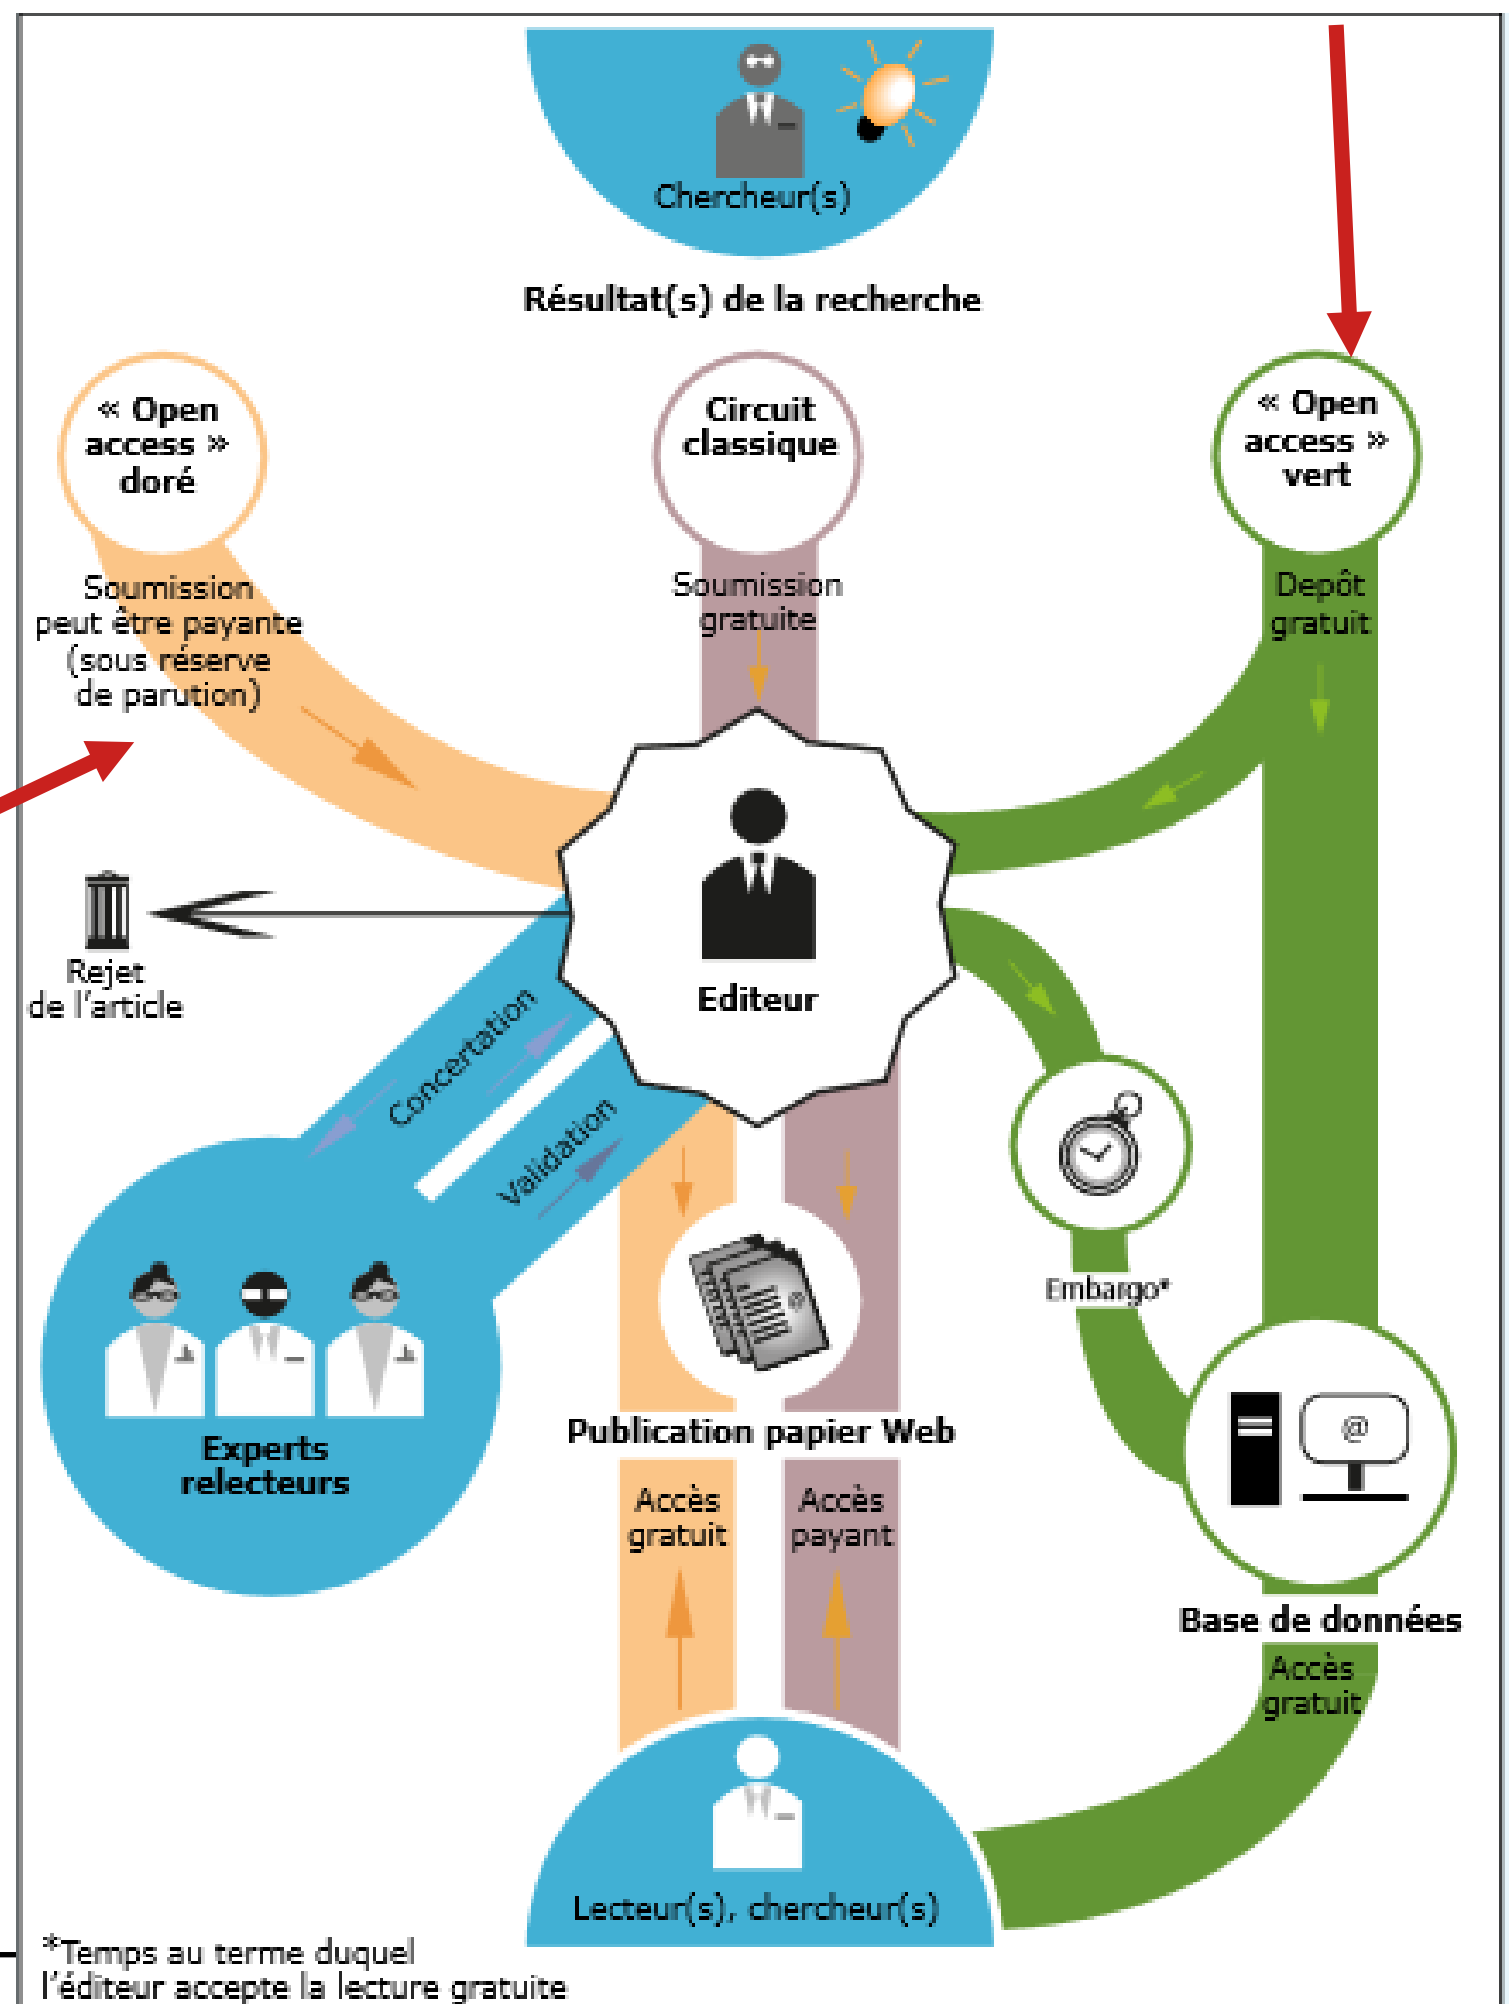 Chercheur(s)
Résultat(s) de la recherche
« Open
access »
doré
Circuit
classique
« Open
access »
vert
Soumission
peut être payante
(sous réserve
de parution)
Soumission
gratuite
Depôt
gratuit
Rejet
de l'article
Editeur
Concertation
Validation
Embargo*
Experts
relecteurs
Publication papier Web
@
Accès
gratuit
Accès
payant
Base de données
Accès
gratuit
Lecteur(s), chercheur(s)
*Temps au terme duquel
l'éditeur accepte la lecture gratuite